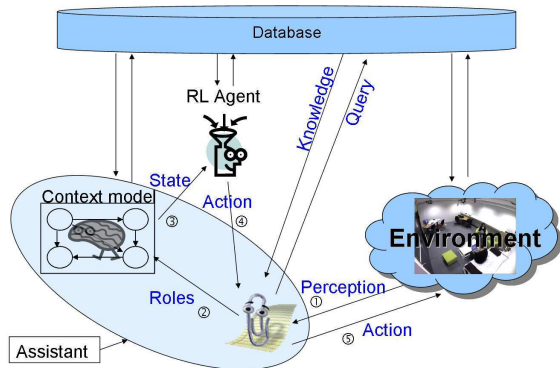 Database
RL Agent
Knowledge
Query
State
Context model
③
Action
④
Environment
Roles
②
①
Perception
⑤
Action
Assistant